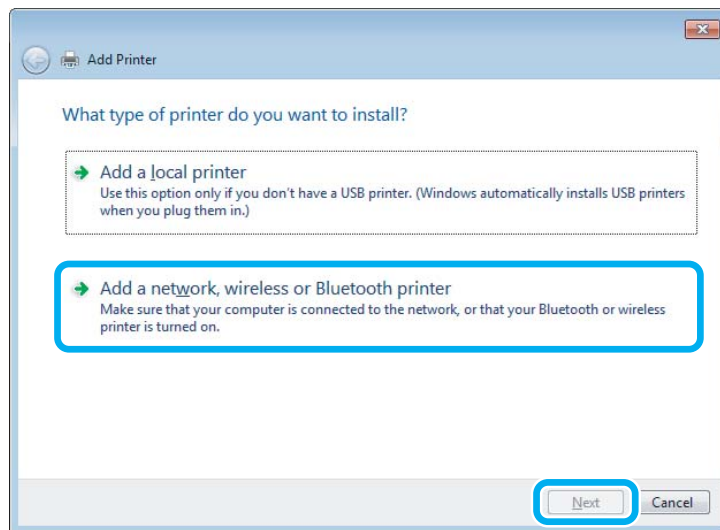 Add Printer
What type of printer do you want to install?
Add a local printer
Use this option only if you don't have a USB printer. (Windows automatically installs USB printers
when you plug them in.)
Add a network, wireless or Bluetooth printer
Make sure that your computer is connected to the network, or that your Bluetooth or wireless
printer is turned on.
Next Cancel